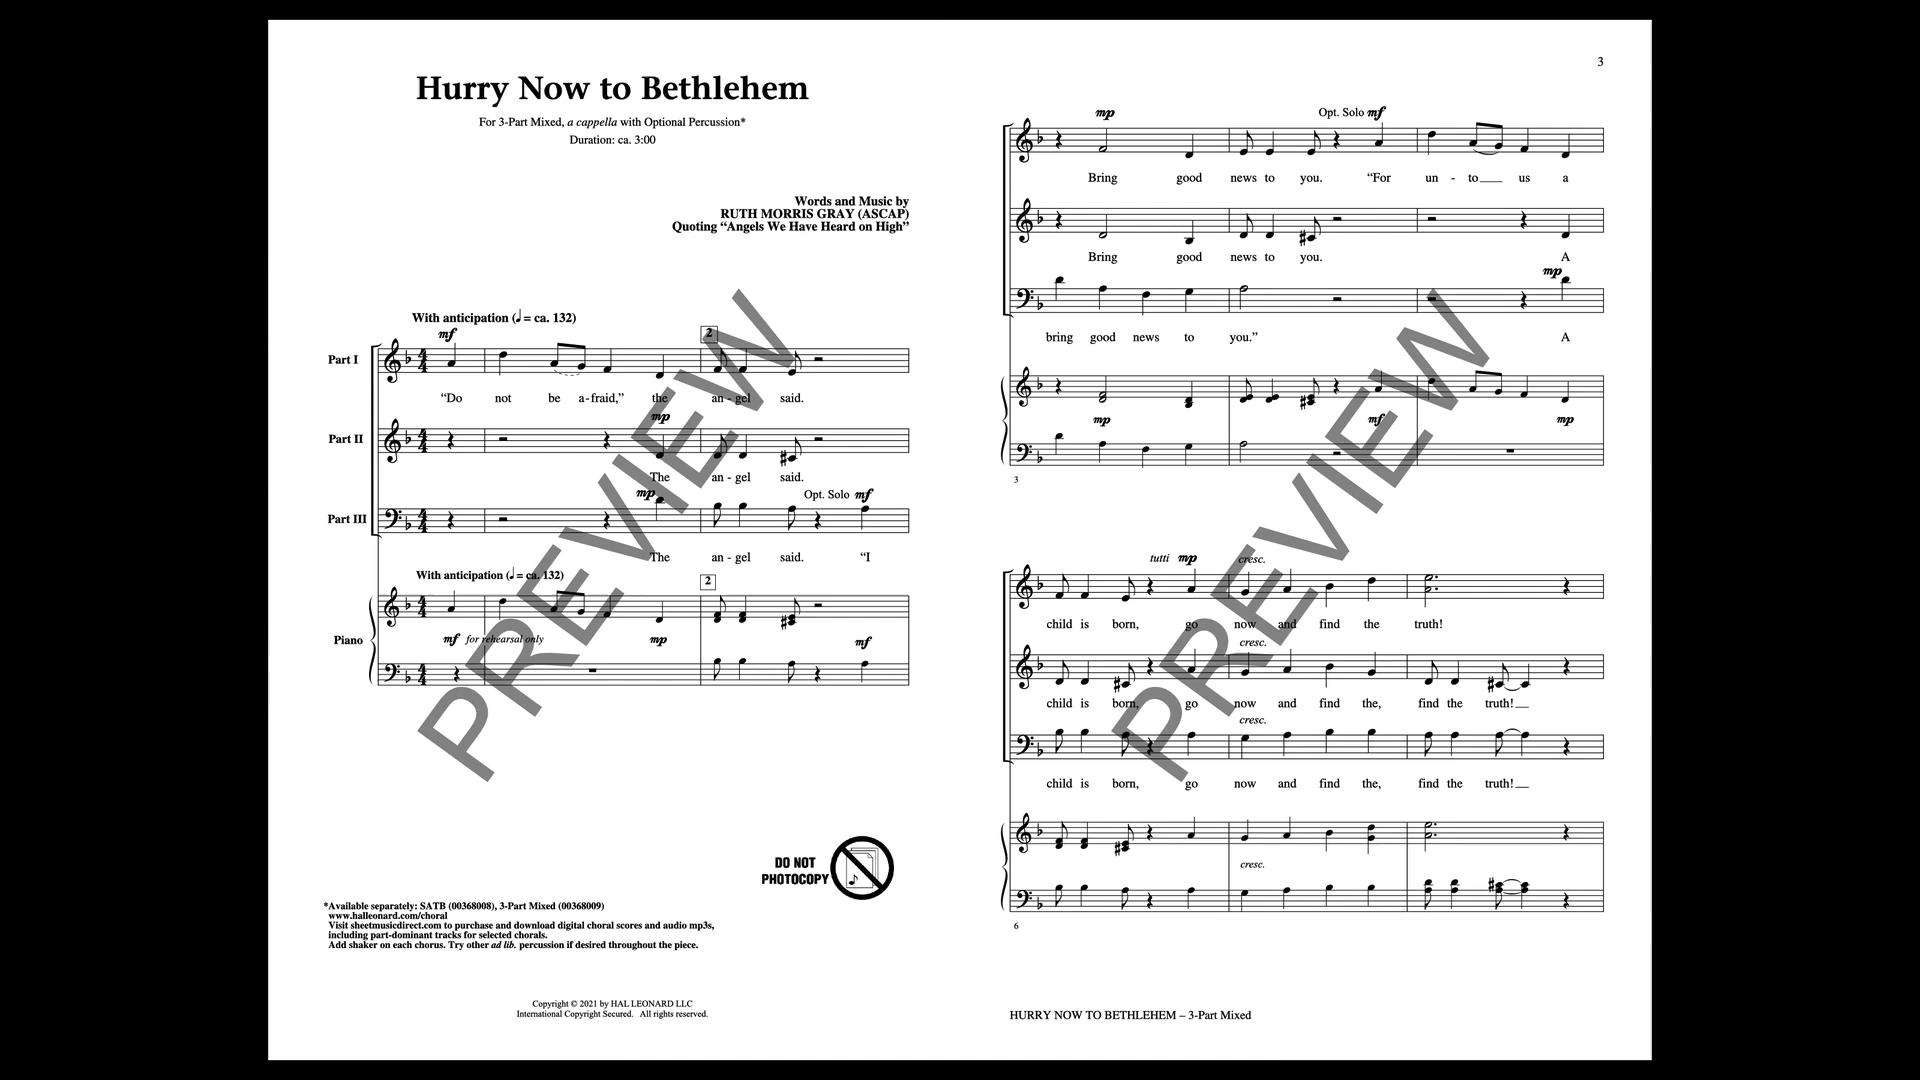 Hurry Now to Bethlehem
For 3-Part Mixed, a cappella with Optional Percussion*
Duration: ca. 3:00
Words and Music by
RUTH MORRIS GRAY (ASCAP)
Quoting “Angels We Have Heard on High”
With anticipation (♩ = ca. 132)
mf
2
Part I
“Do not be a-fraid,” the an - gel said.
mp
Part II
The an - gel said.
mp Opt. Solo mf
Part III
The an - gel said. “I
With anticipation (♩ = ca. 132)
2
Piano
mf for rehearsal only mp mf
PREVIEW
DO NOT
PHOTOCOPY
*Available separately: SATB (00368008), 3-Part Mixed (00368009)
www.halleonard.com/choral
Visit sheetmusicdirect.com to purchase and download digital choral scores and audio mp3s,
including part-dominant tracks for selected chorals.
Add shaker on each chorus. Try other ad lib. percussion if desired throughout the piece.
Copyright © 2021 by HAL LEONARD LLC
International Copyright Secured. All rights reserved.
3
mp Opt. Solo mf
Bring good news to you. “For un - to us a
Bring good news to you. A
mp
bring good news to you.” A
mp mf mp
3
tutti mp cresc.
child is born, go now and find the truth!
cresc.
child is born, go now and find the, find the truth!
cresc.
child is born, go now and find the, find the truth!
cresc.
6
PREVIEW
HURRY NOW TO BETHLEHEM – 3-Part Mixed